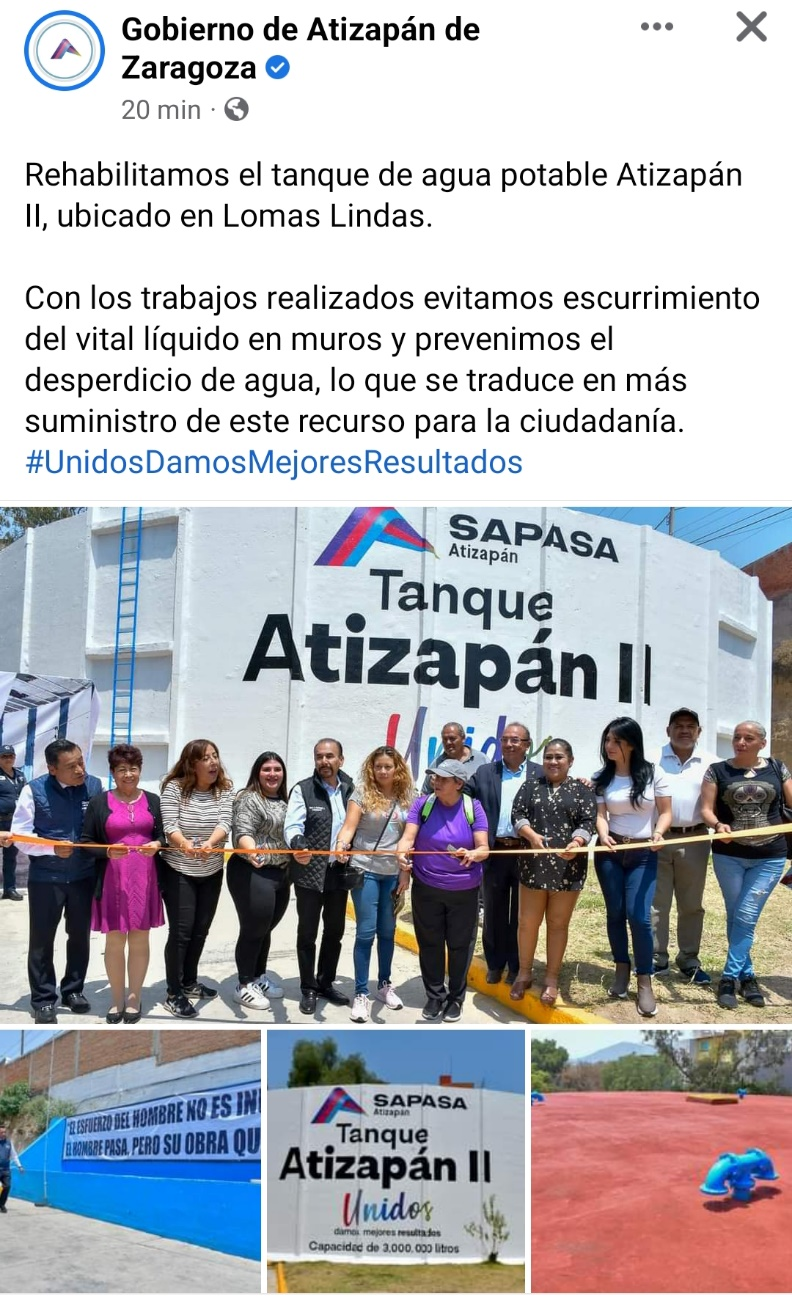 Gobierno de Atizapán de
Zaragoza
20 min ·
Rehabilitamos el tanque de agua potable Atizapán
II, ubicado en Lomas Lindas.
Con los trabajos realizados evitamos escurrimiento
del vital líquido en muros y prevenimos el
desperdicio de agua, lo que se traduce en más
suministro de este recurso para la ciudadanía.
#UnidosDamosMejoresResultados
SAPASA
Atizapán
Tanque
Atizapán II
Unidos
"EL ESFUERZO DEL HOMBRE NO ES IN
EL HOMBRE PASA, PERO SU OBRA QU
SAPASA
Atizapán
Tanque
Atizapán II
Unidos
damos mejores resultados
Capacidad de 3,000.000 litros